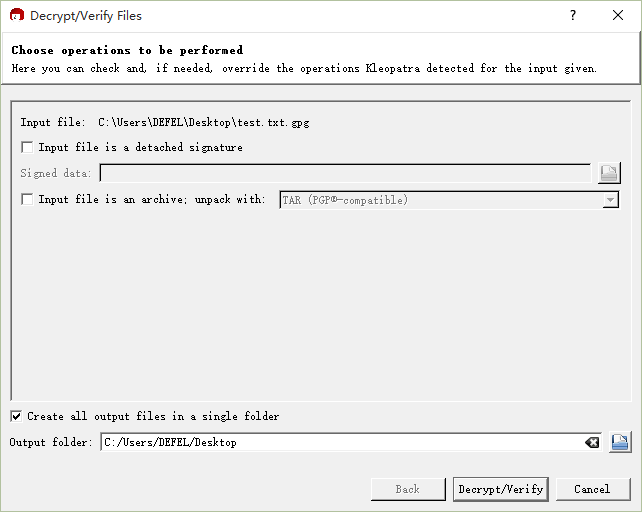 Decrypt/Verify Files
?
Choose operations to be performed
Here you can check and, if needed, override the operations Kleopatra detected for the input given.
Input file: C:\Users\DEFEL\Desktop\test.txt.gpg
Input file is a detached signature
Signed data:
Input file is an archive; unpack with: TAR (PGP®-compatible)
Create all output files in a single folder
Output folder: C:/Users/DEFEL/Desktop
Back Decrypt/Verify Cancel